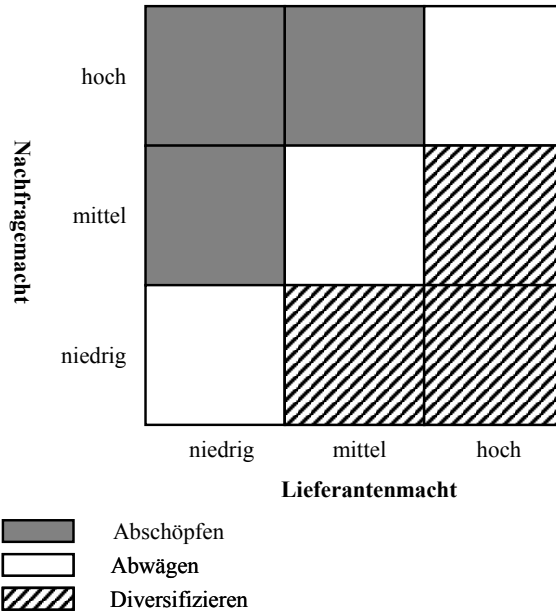 hoch
Nachfragemacht
mittel
niedrig
niedrig mittel hoch
Lieferantenmacht
Abschöpfen
Abwägen
Diversifizieren